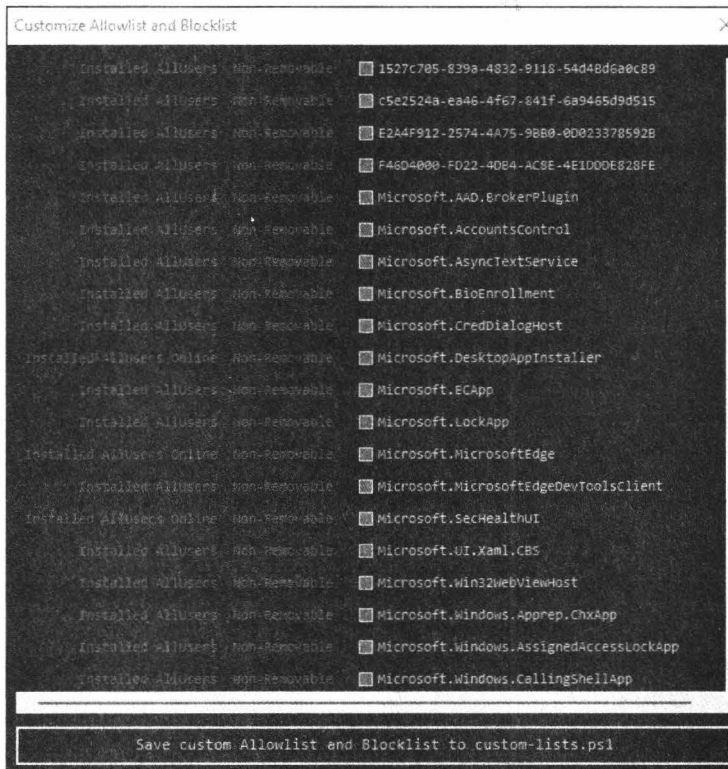 Customize Allowlist and Blocklist
Installed AllUsers Non-Removable 1527c705-839a-4832-9118-54d48d6a0c89
Installed AllUsers Non-Removable c5e2524a-ea46-4f67-841f-6a9465d9d515
Installed AllUsers Non-Removable E2A4F912-2574-4A75-9BB0-0D023378592B
Installed AllUsers Non-Removable F46D4000-FD22-4DB4-AC8E-4E1DDDE828FE
Installed AllUsers Non-Removable Microsoft.AAD.BrokerPlugin
Installed AllUsers Non-Removable Microsoft.AccountsControl
Installed AllUsers Non-Removable Microsoft.AsyncTextService
Installed AllUsers Non-Removable Microsoft.BioEnrollment
Installed AllUsers Non-Removable Microsoft.CredDialogHost
Installed AllUsers Online Non-Removable Microsoft.DesktopAppInstaller
Installed AllUsers Non-Removable Microsoft.ECApp
Installed AllUsers Non-Removable Microsoft.LockApp
Installed AllUsers Online Non-Removable Microsoft.MicrosoftEdge
Installed AllUsers Non-Removable Microsoft.MicrosoftEdgeDevToolsClient
Installed AllUsers Online Non-Removable Microsoft.SecHealthUI
Installed AllUsers Non-Removable Microsoft.UI.Xaml.CBS
Installed AllUsers Non-Removable Microsoft.Win32WebViewHost
Installed AllUsers Non-Removable Microsoft.Windows.Apprep.ChxApp
Installed AllUsers Non-Removable Microsoft.Windows.AssignedAccessLockApp
Installed AllUsers Non-Removable Microsoft.Windows.CallingShellApp
Save custom Allowlist and Blocklist to custom-lists.ps1